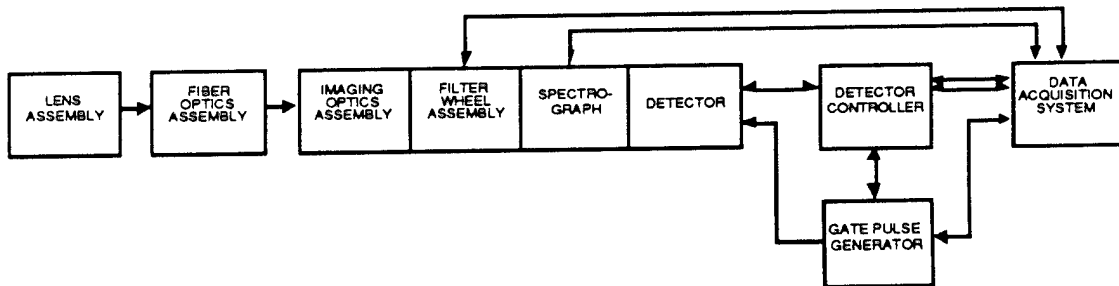 LENS
ASSEMBLY
FIBER
OPTICS
ASSEMBLY
IMAGING
OPTICS
ASSEMBLY
FILTER
WHEEL
ASSEMBLY
SPECTRO-
GRAPH
DETECTOR
DETECTOR
CONTROLLER
DATA
ACQUISITION
SYSTEM
GATE PULSE
GENERATOR